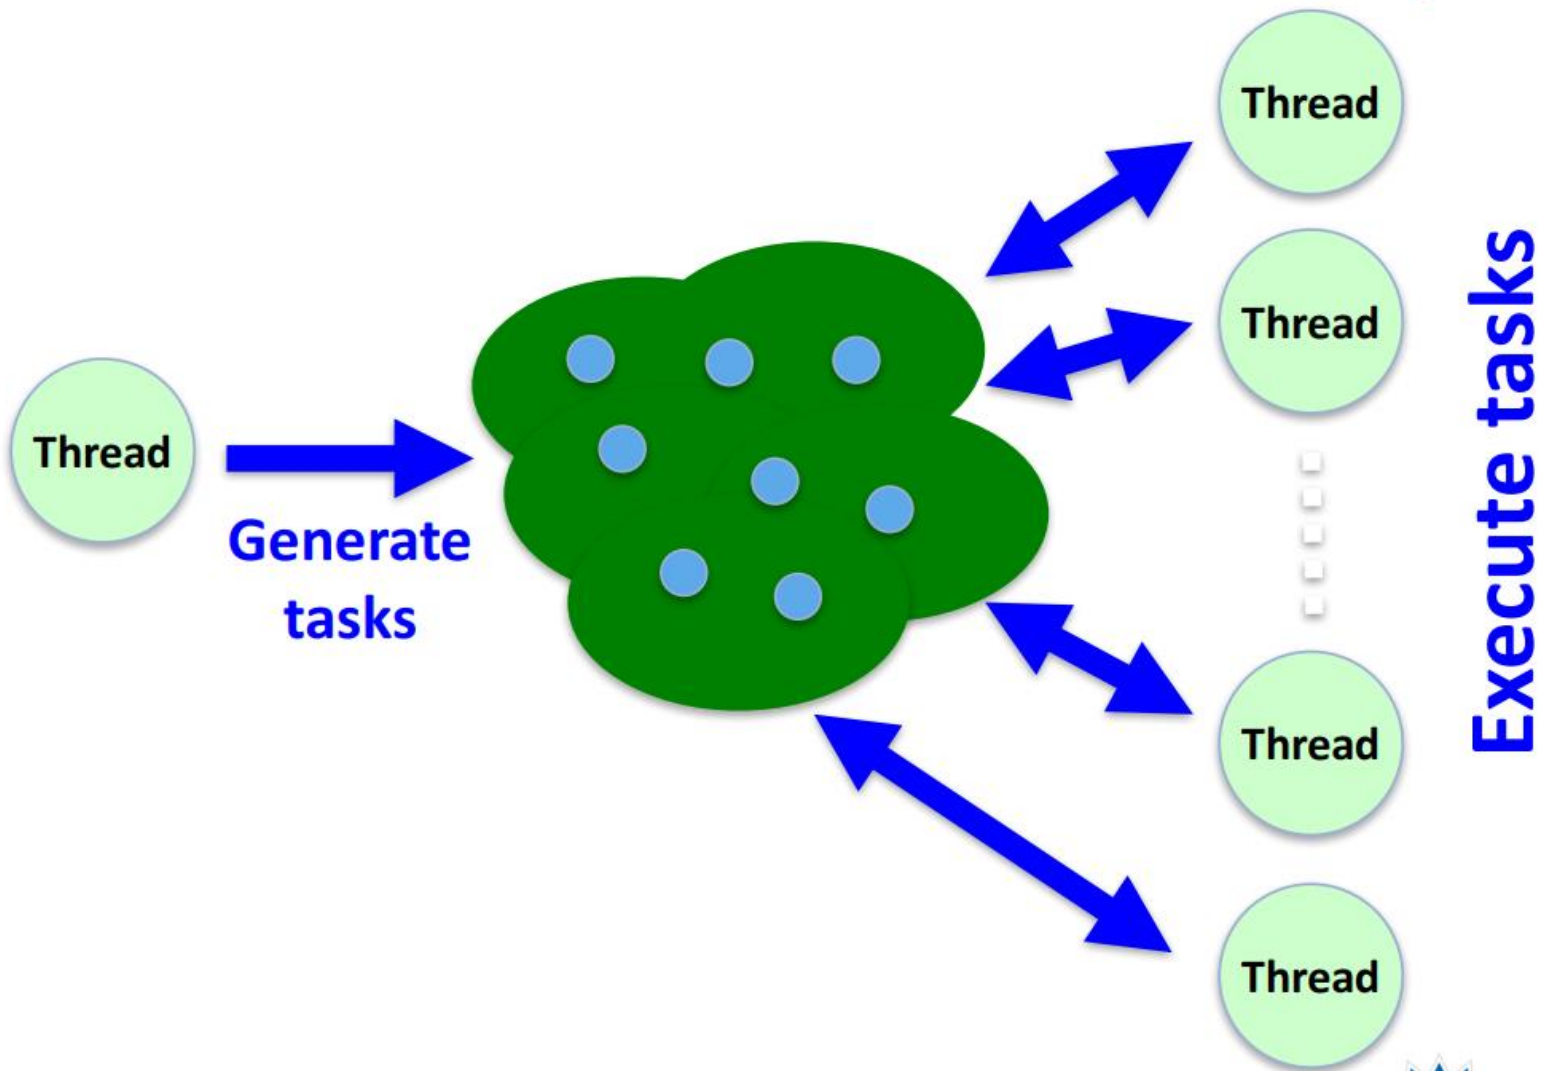 Thread
Generate
tasks
Thread
Thread
Thread
Thread
Execute tasks